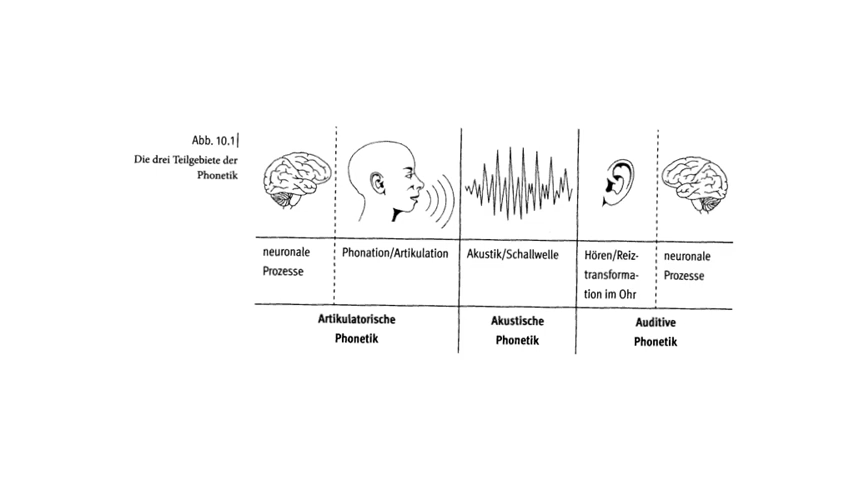 Abb. 10.1
Die drei Teilgebiete der
Phonetik
neuronale
Prozesse
Phonation/Artikulation
Akustik/Schallwelle
Hören/Reiz-
transforma-
tion im Ohr
neuronale
Prozesse
Artikulatorische
Phonetik
Akustische
Phonetik
Auditive
Phonetik